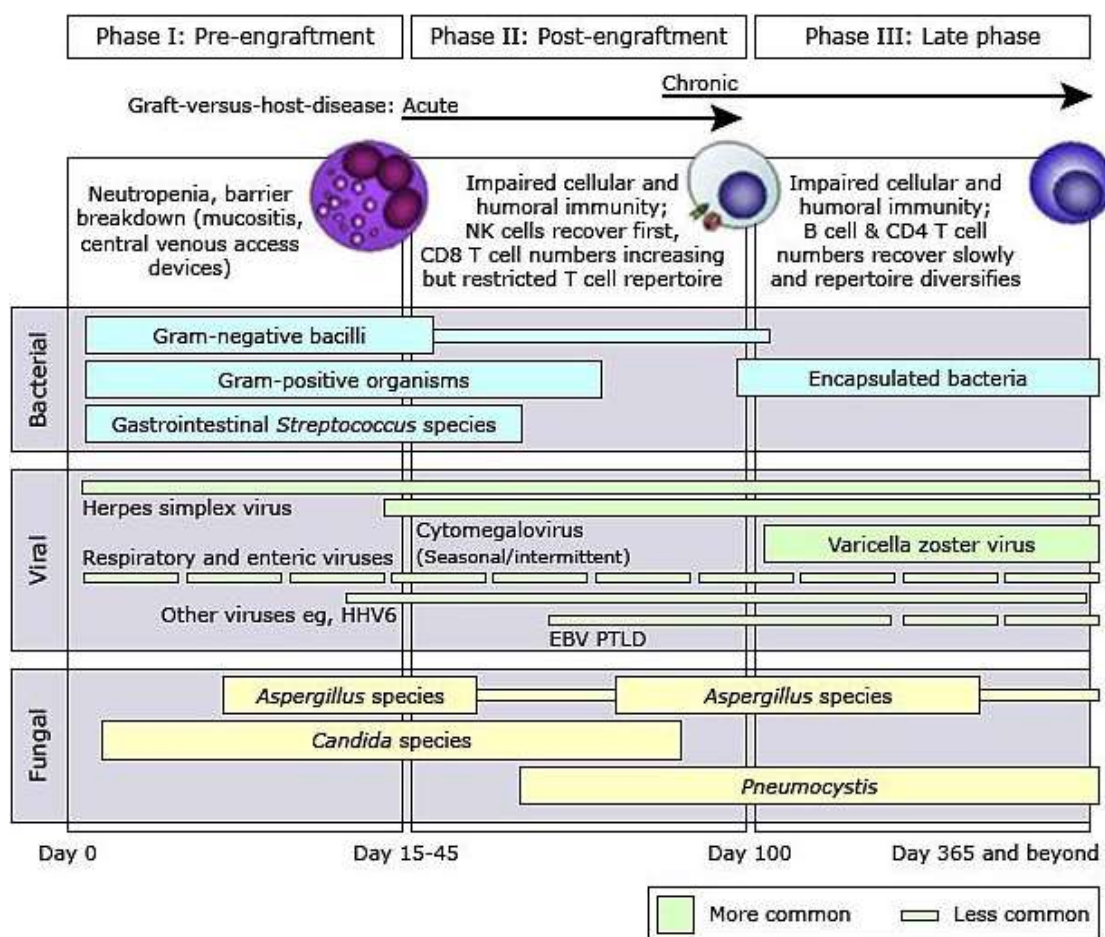 Phase I: Pre-engraftment
Phase II: Post-engraftment
Phase III: Late phase
Chronic
Graft-versus-host-disease: Acute
Neutropenia, barrier
breakdown (mucositis,
central venous access
devices)
Impaired cellular and
humoral immunity;
NK cells recover first,
CD8 T cell numbers increasing
but restricted T cell repertoire
Impaired cellular and
humoral immunity;
B cell & CD4 T cell
numbers recover slowly
and repertoire diversifies
Bacterial
Gram-negative bacilli
Gram-positive organisms
Encapsulated bacteria
Gastrointestinal Streptococcus species
Viral
Herpes simplex virus
Cytomegalovirus
(Seasonal/intermittent)
Varicella zoster virus
Respiratory and enteric viruses
Other viruses eg, HHV6
EBV PTLD
Fungal
Aspergillus species
Aspergillus species
Candida species
Pneumocystis
Day 0
Day 15-45
Day 100
Day 365 and beyond
More common
Less common